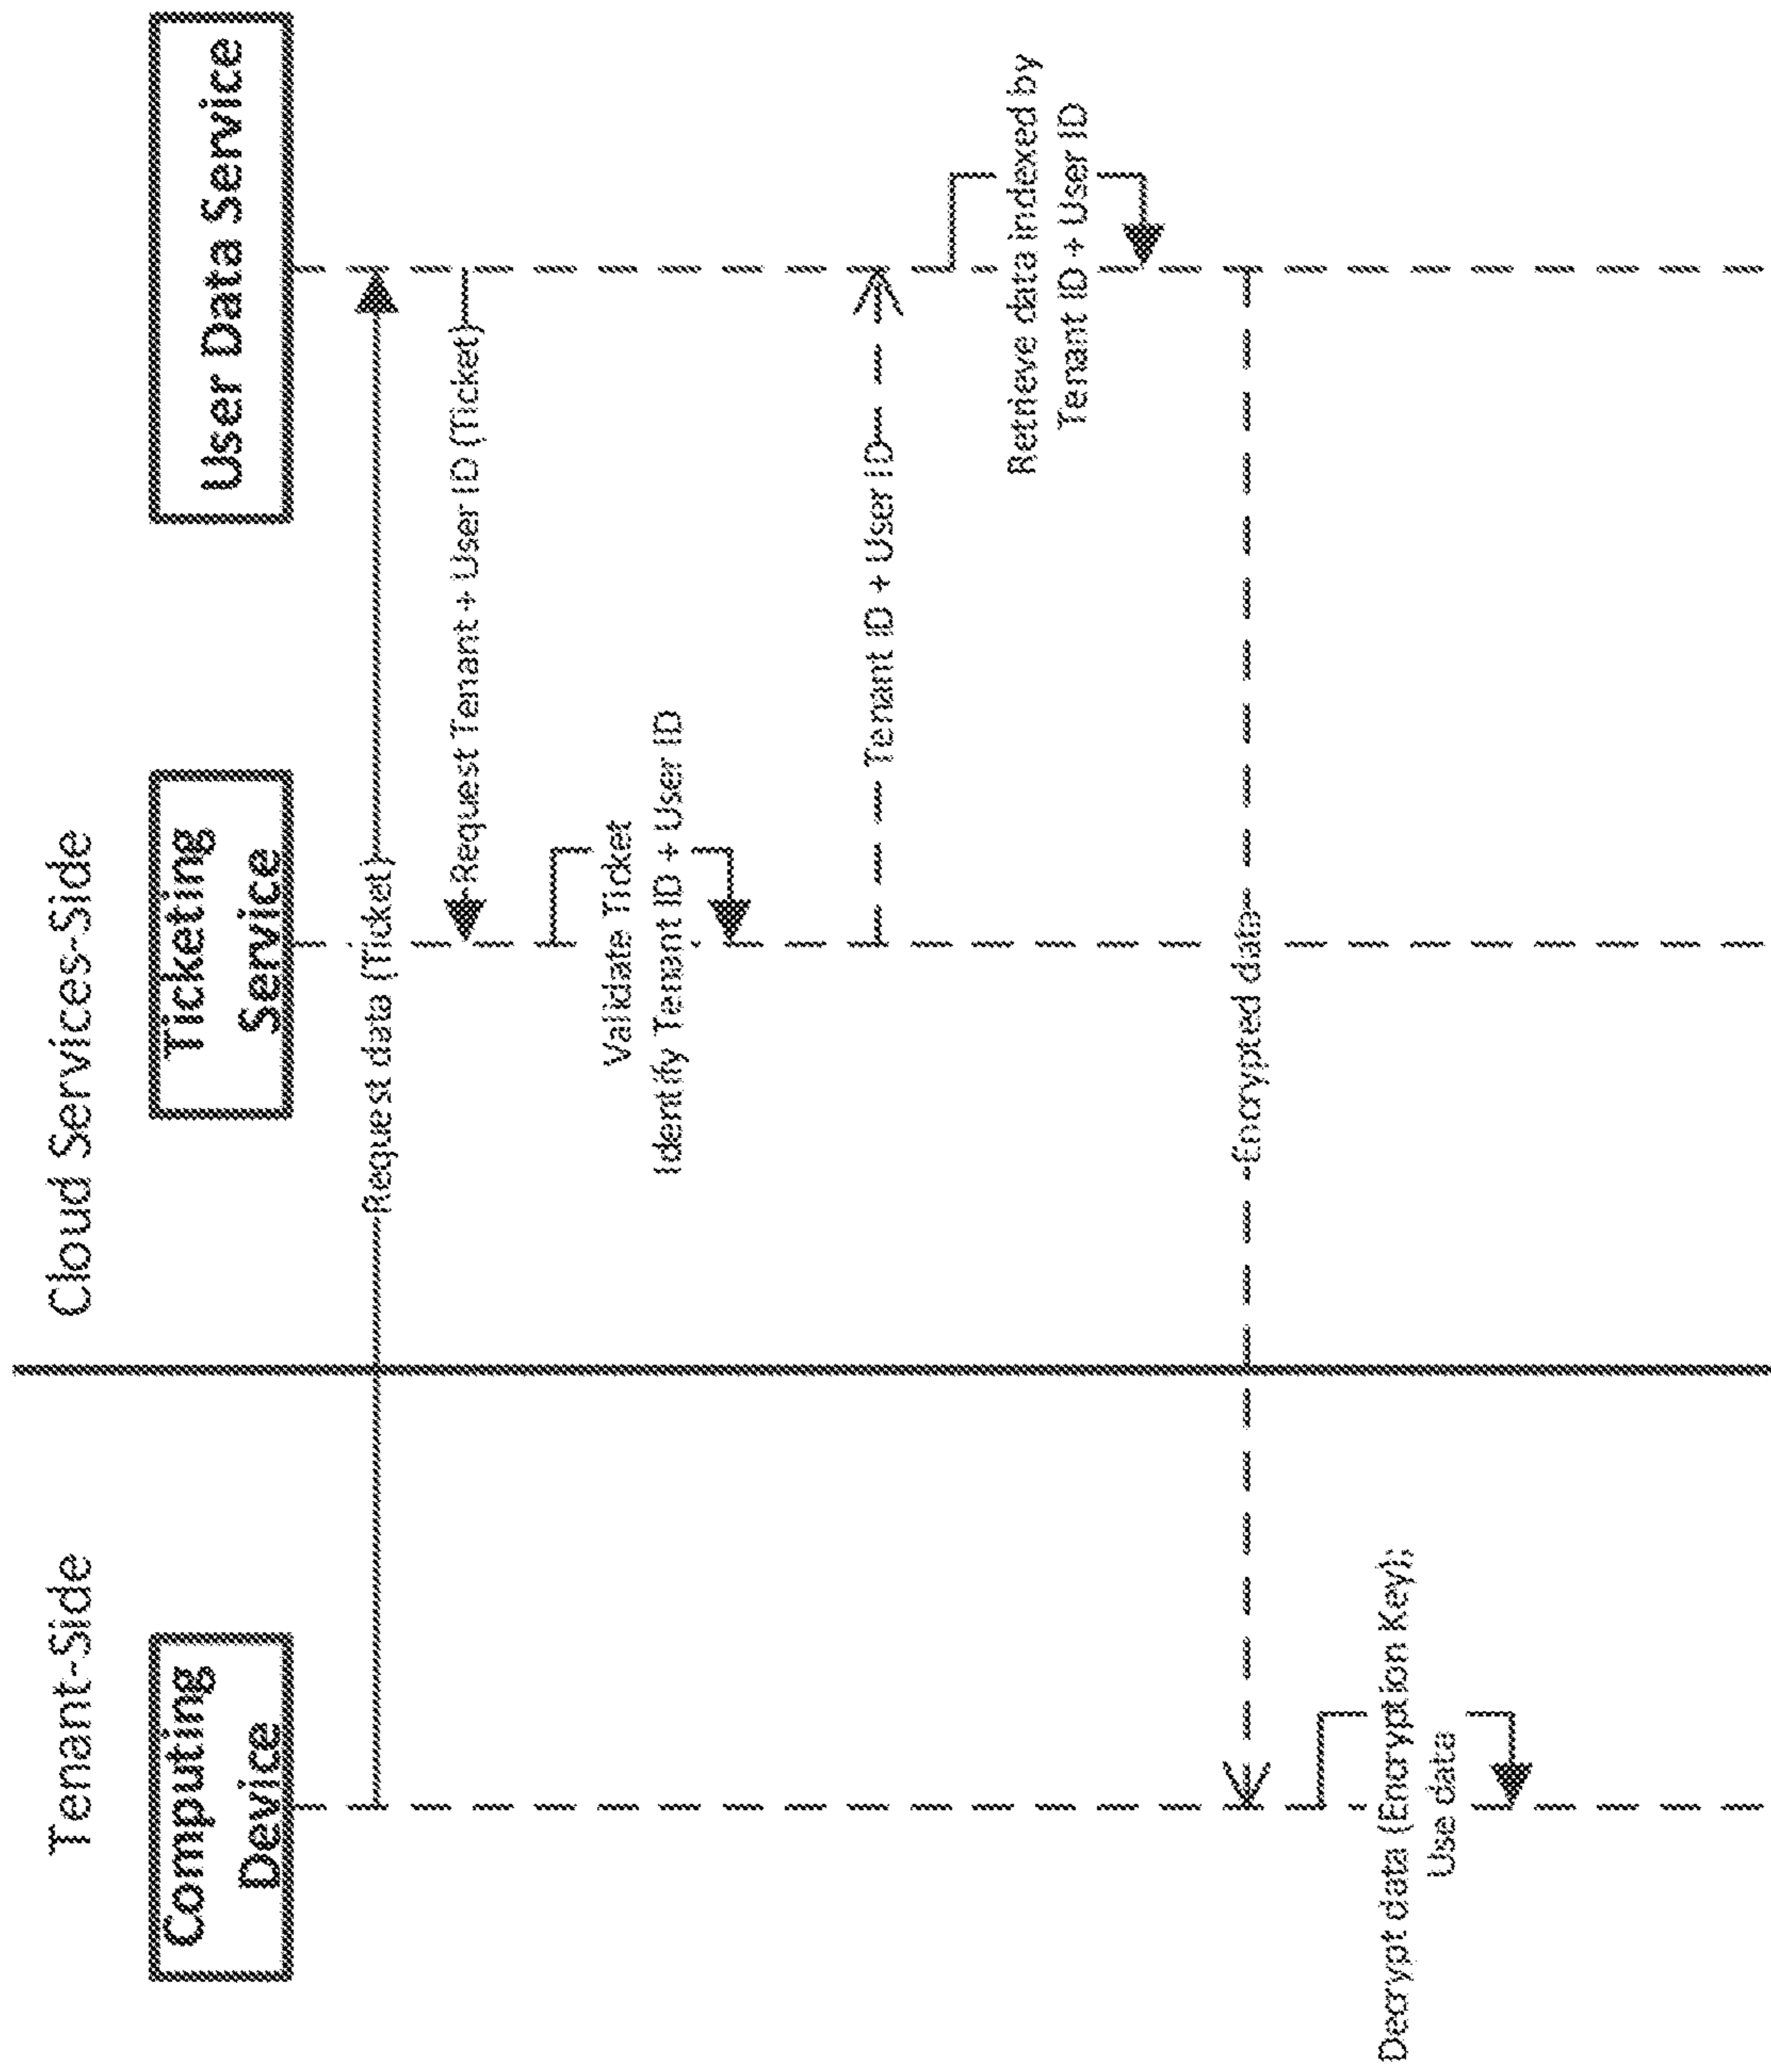 Tenant-Side
Cloud Services-Side
Computing
Device
Ticketing
Service
User Data Service
Request data (Ticket)
Request Tenant + User ID (Ticket)
Validate Ticket
Identify Tenant ID + User ID
Tenant ID + User ID
Retrieve data indexed by
Tenant ID + User ID
Encrypted data
Decrypt data (Encryption Key);
Use data